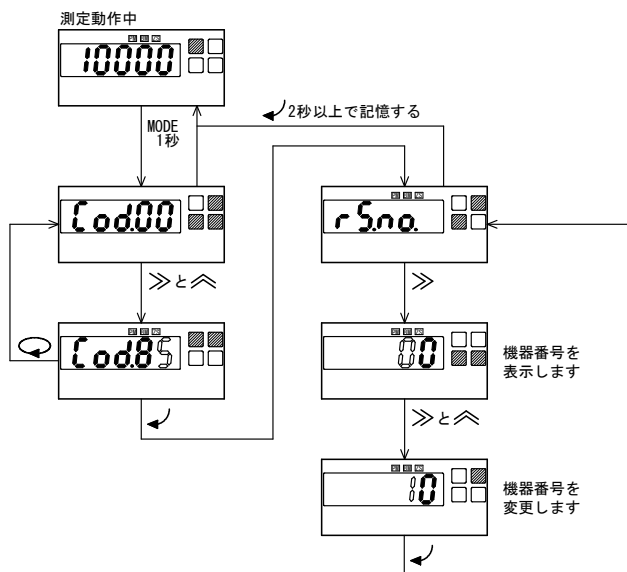 測定動作中
10000
MODE
1秒
2秒以上で記憶する
Cod.00
rS.no.
≫と︽
≫
Cod.85
00
機器番号を
表示します
≫と︽
10
機器番号を
変更します